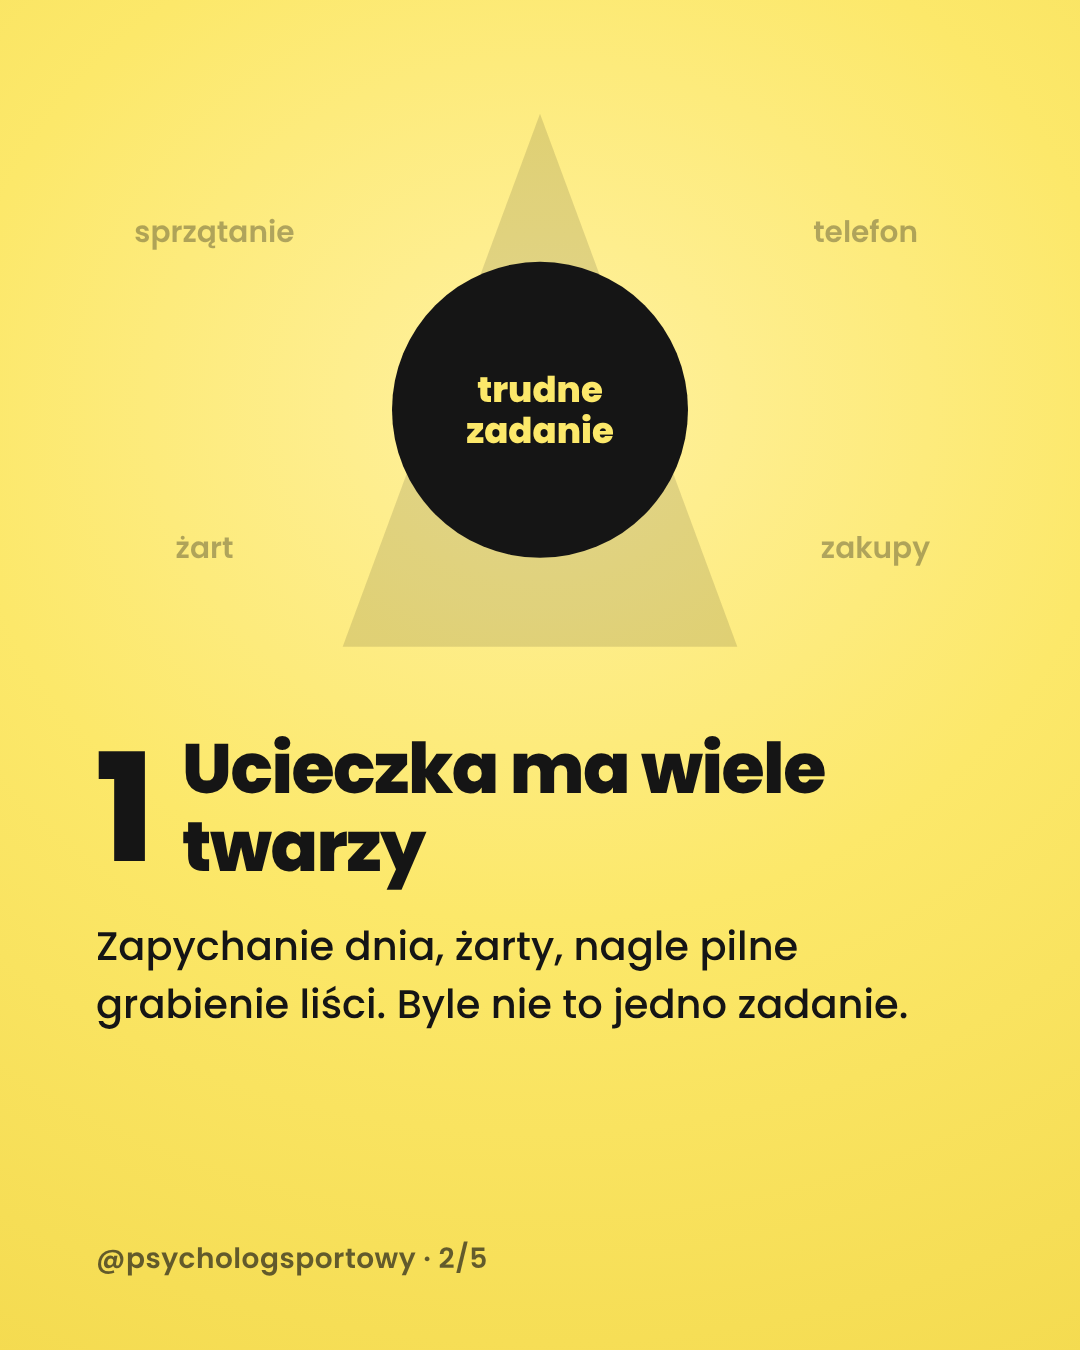 sprzątanie
telefon
trudne
zadanie
żart
zakupy
1 Ucieczka ma wiele
twarzy
Zapychanie dnia, żarty, nagle pilne
grabienie liści. Byle nie to jedno zadanie.
@psychologsportowy · 2/5